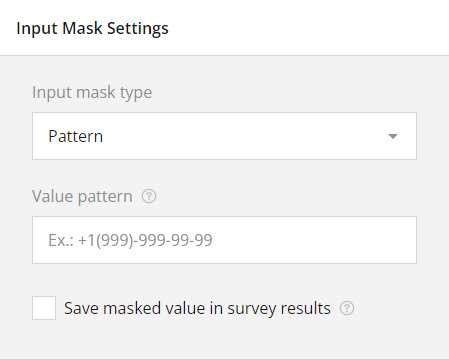 Input Mask Settings
Input mask type
Pattern
Value pattern ?
Ex.: +1(999)-999-99-99
Save masked value in survey results ?